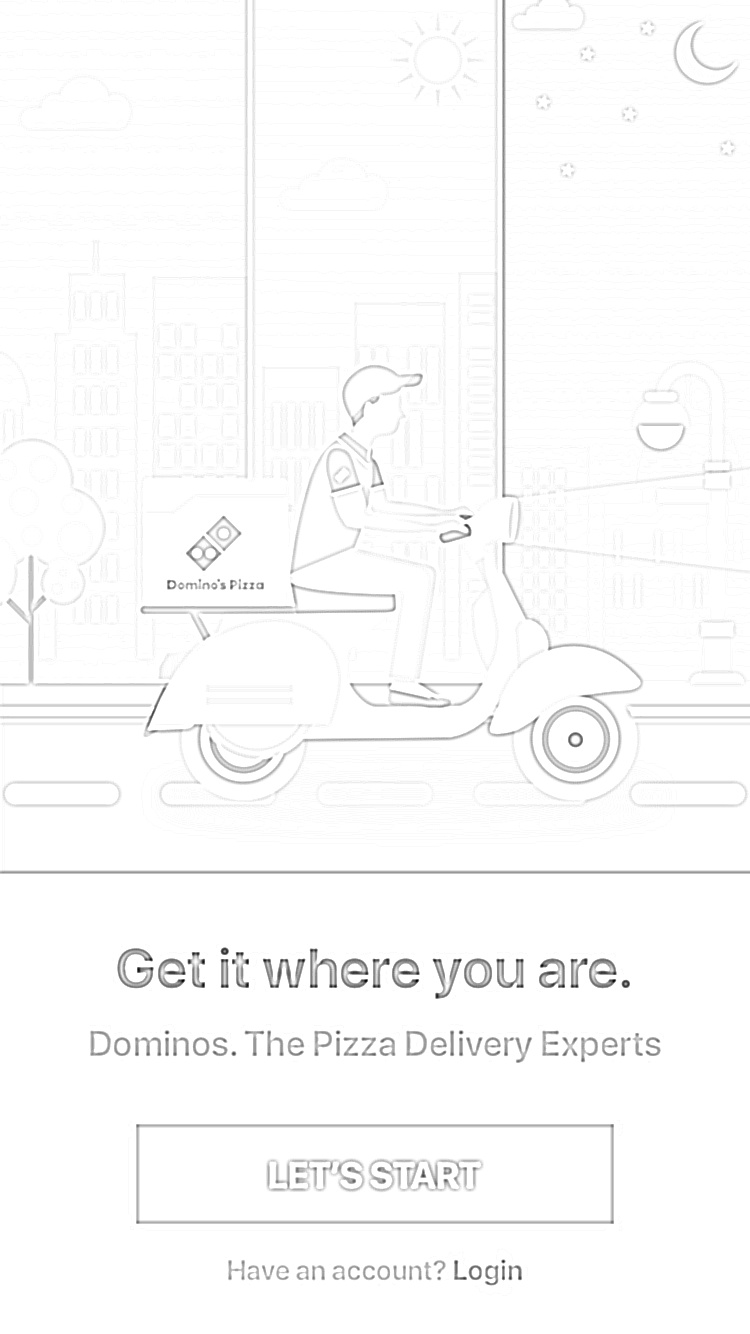 Domino's Pizza
Get it where you are.
Dominos. The Pizza Delivery Experts
LET'S START
Have an account? Login